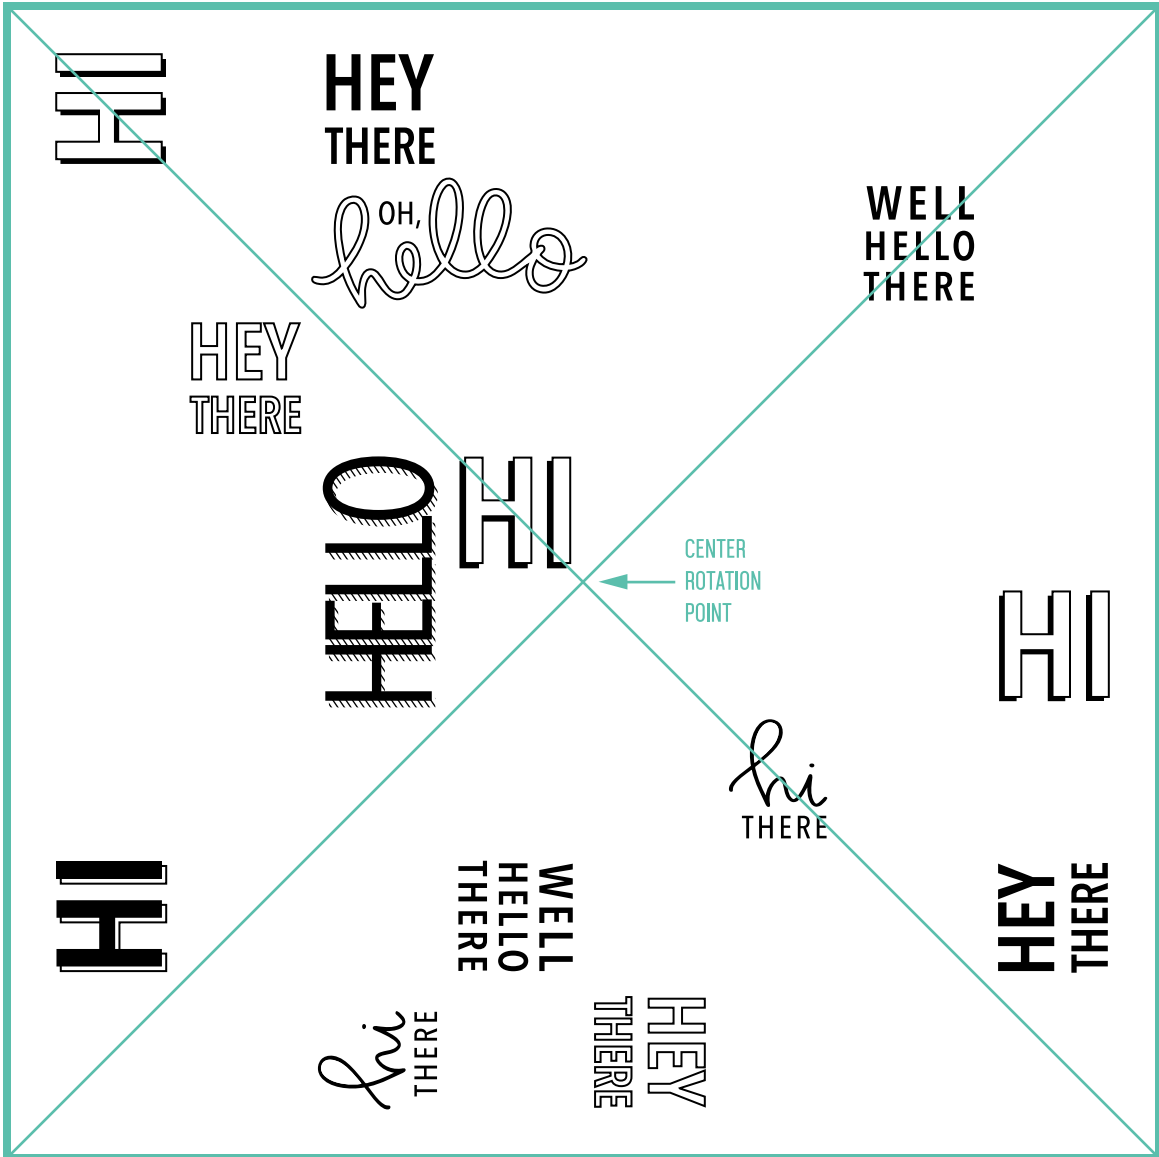 HI
HEY
THERE
OH,
hello
WELL
HELLO
THERE
HEY
THERE
HELLO
HI
CENTER
ROTATION
POINT
HI
hi
THERE
HI
WELL
HELLO
THERE
HEY
THERE
hi
THERE
HEY
THERE